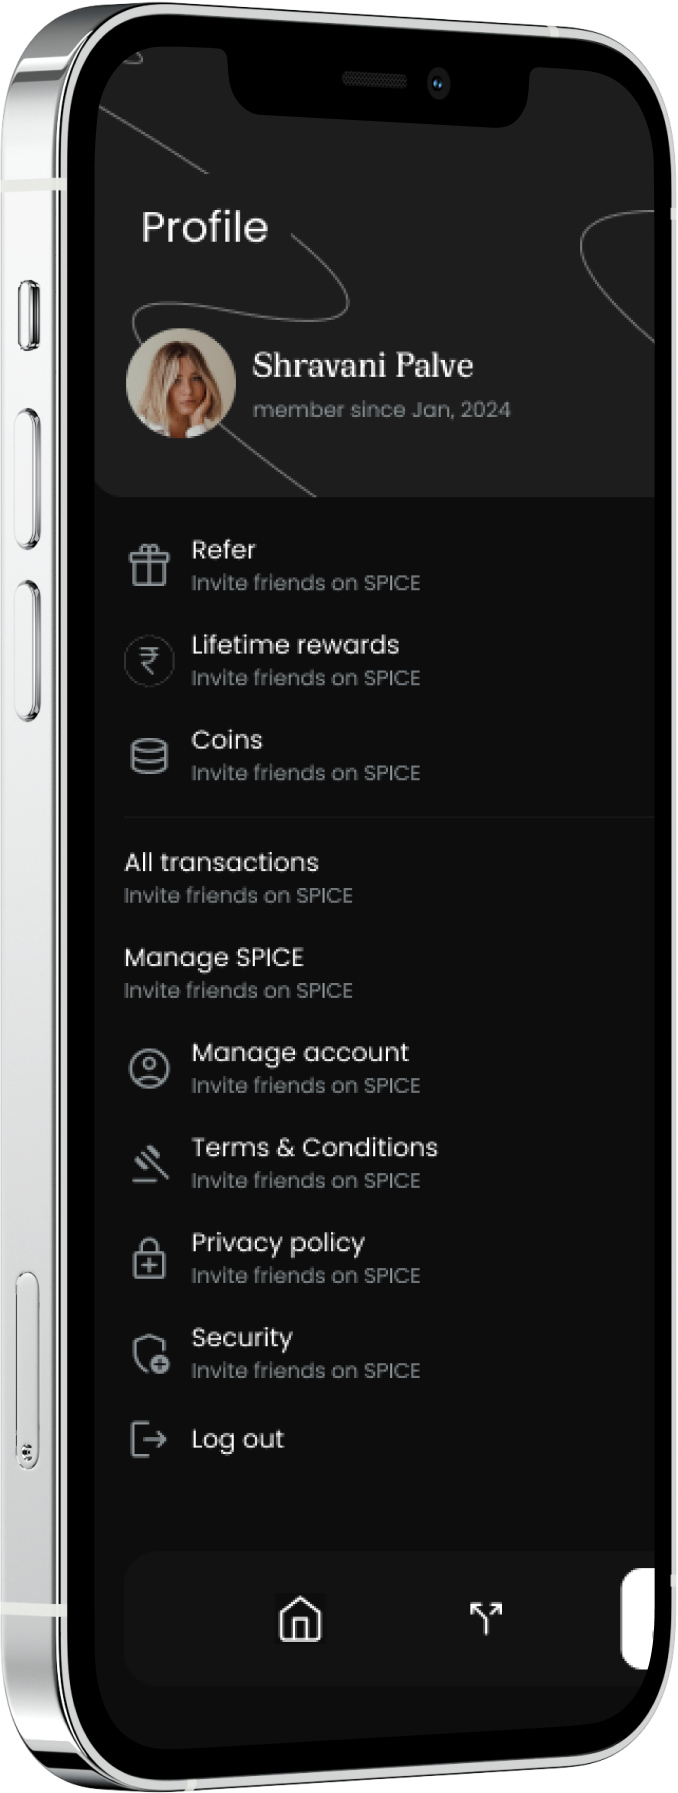 Profile
Shravani Palve
member since Jan, 2024
Refer
Invite friends on SPICE
Lifetime rewards
Invite friends on SPICE
Coins
Invite friends on SPICE
All transactions
Invite friends on SPICE
Manage SPICE
Invite friends on SPICE
Manage account
Invite friends on SPICE
Terms & Conditions
Invite friends on SPICE
Privacy policy
Invite friends on SPICE
Security
Invite friends on SPICE
Log out